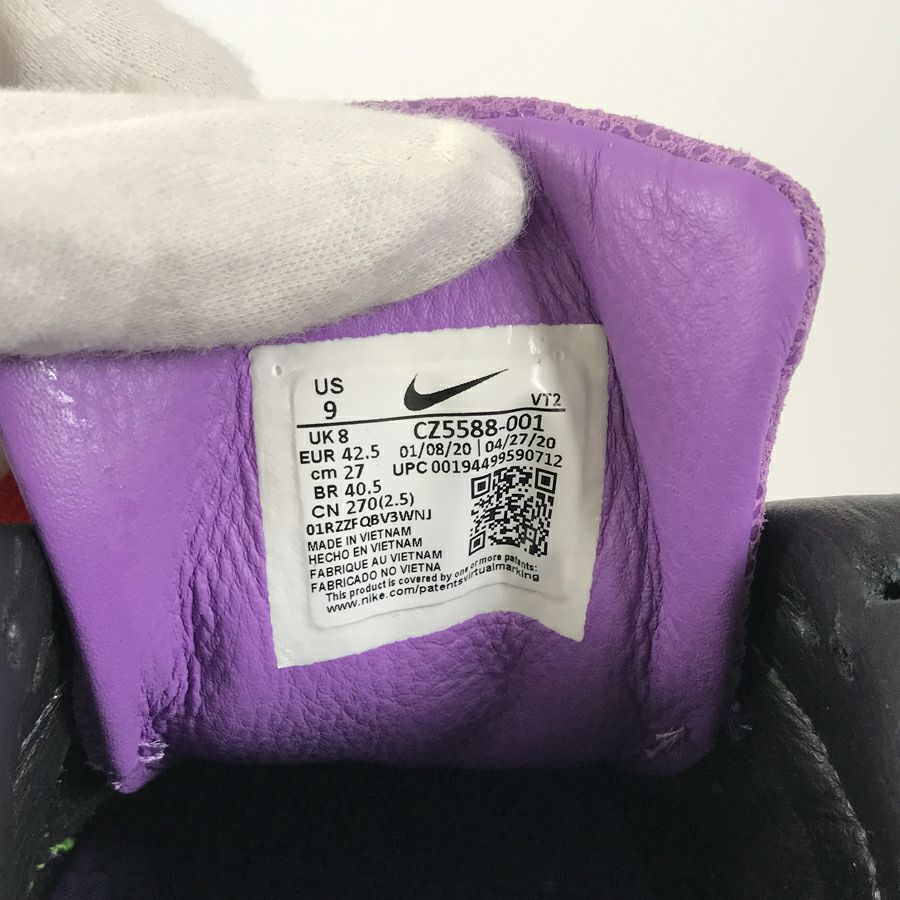 US
9
VT2
UK 8
CZ5588-001
EUR 42.5
01/08/20 | 04/27/20
cm 27
UPC 00194499590712
BR 40.5
CN 270(2.5)
01RZZFQBV3WNJ
MADE IN VIETNAM
HECHO EN VIETNAM
FABRIQUE AU VIETNAM
FABRICADO NO VIETNA
This product is covered by one or more patents:
www.nike.com/patentsvirtualmarking